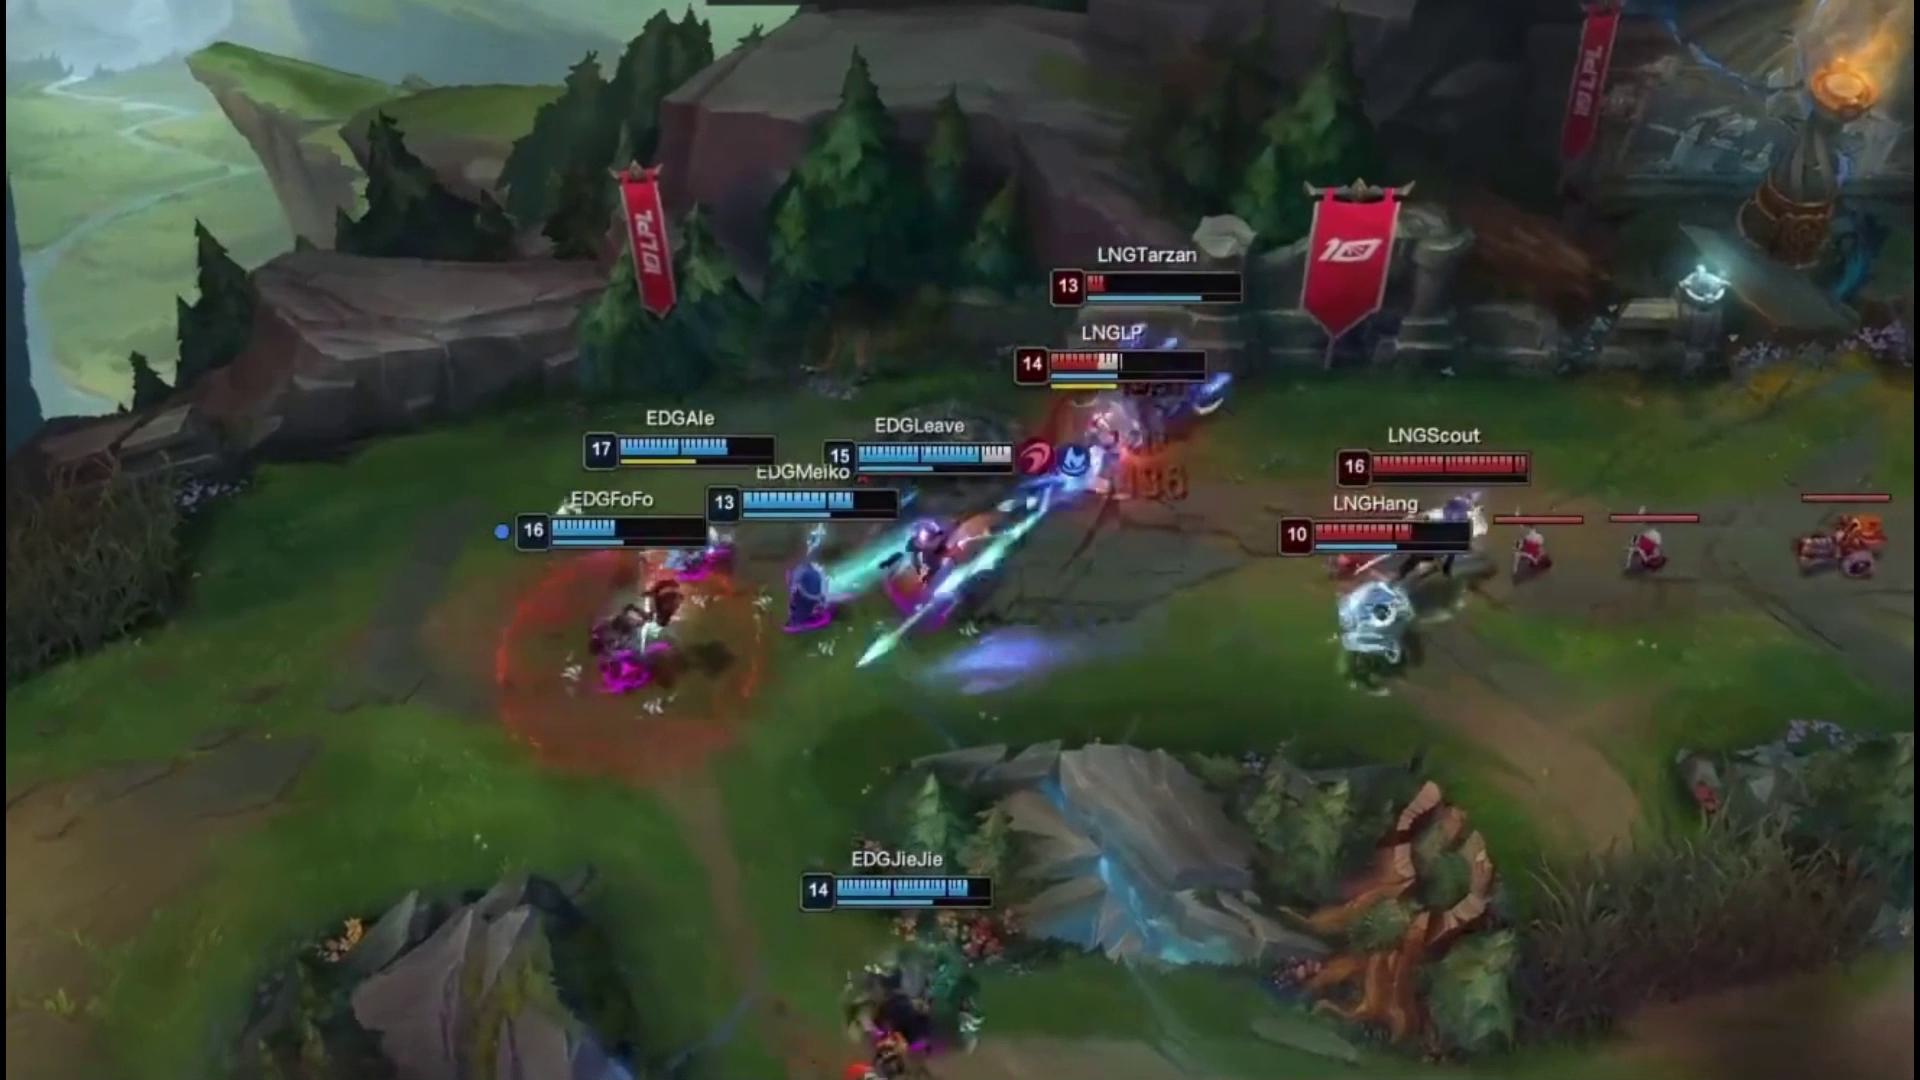 LPL
LPL
LNGTarzan
13
LNGLP
14
EDGAle
17
EDGLeave
15
LNGScout
16
EDGMeiko
13
EDGFoFo
16
LNGHang
10
EDGJieJie
14